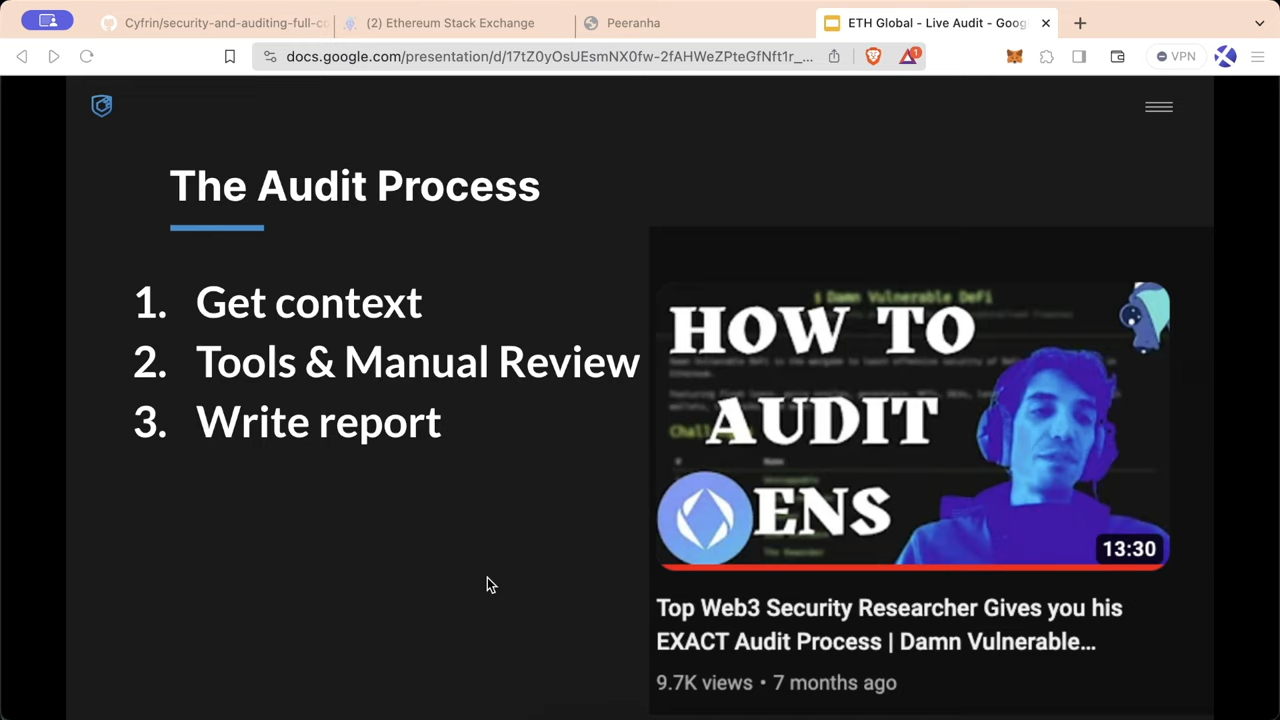 Cyfrin/security-and-auditing-full-co
(2) Ethereum Stack Exchange
Peeranha
ETH Global - Live Audit - Goog
docs.google.com/presentation/d/17tZ0yOsUEsmNX0fw-2fAHWeZPteGfNft1r_...
1
VPN
The Audit Process
1. Get context
2. Tools & Manual Review
3. Write report
$ Damn Vulnerable DeFi
HOW TO
AUDIT
ENS
13:30
Top Web3 Security Researcher Gives you his
EXACT Audit Process | Damn Vulnerable...
9.7K views • 7 months ago